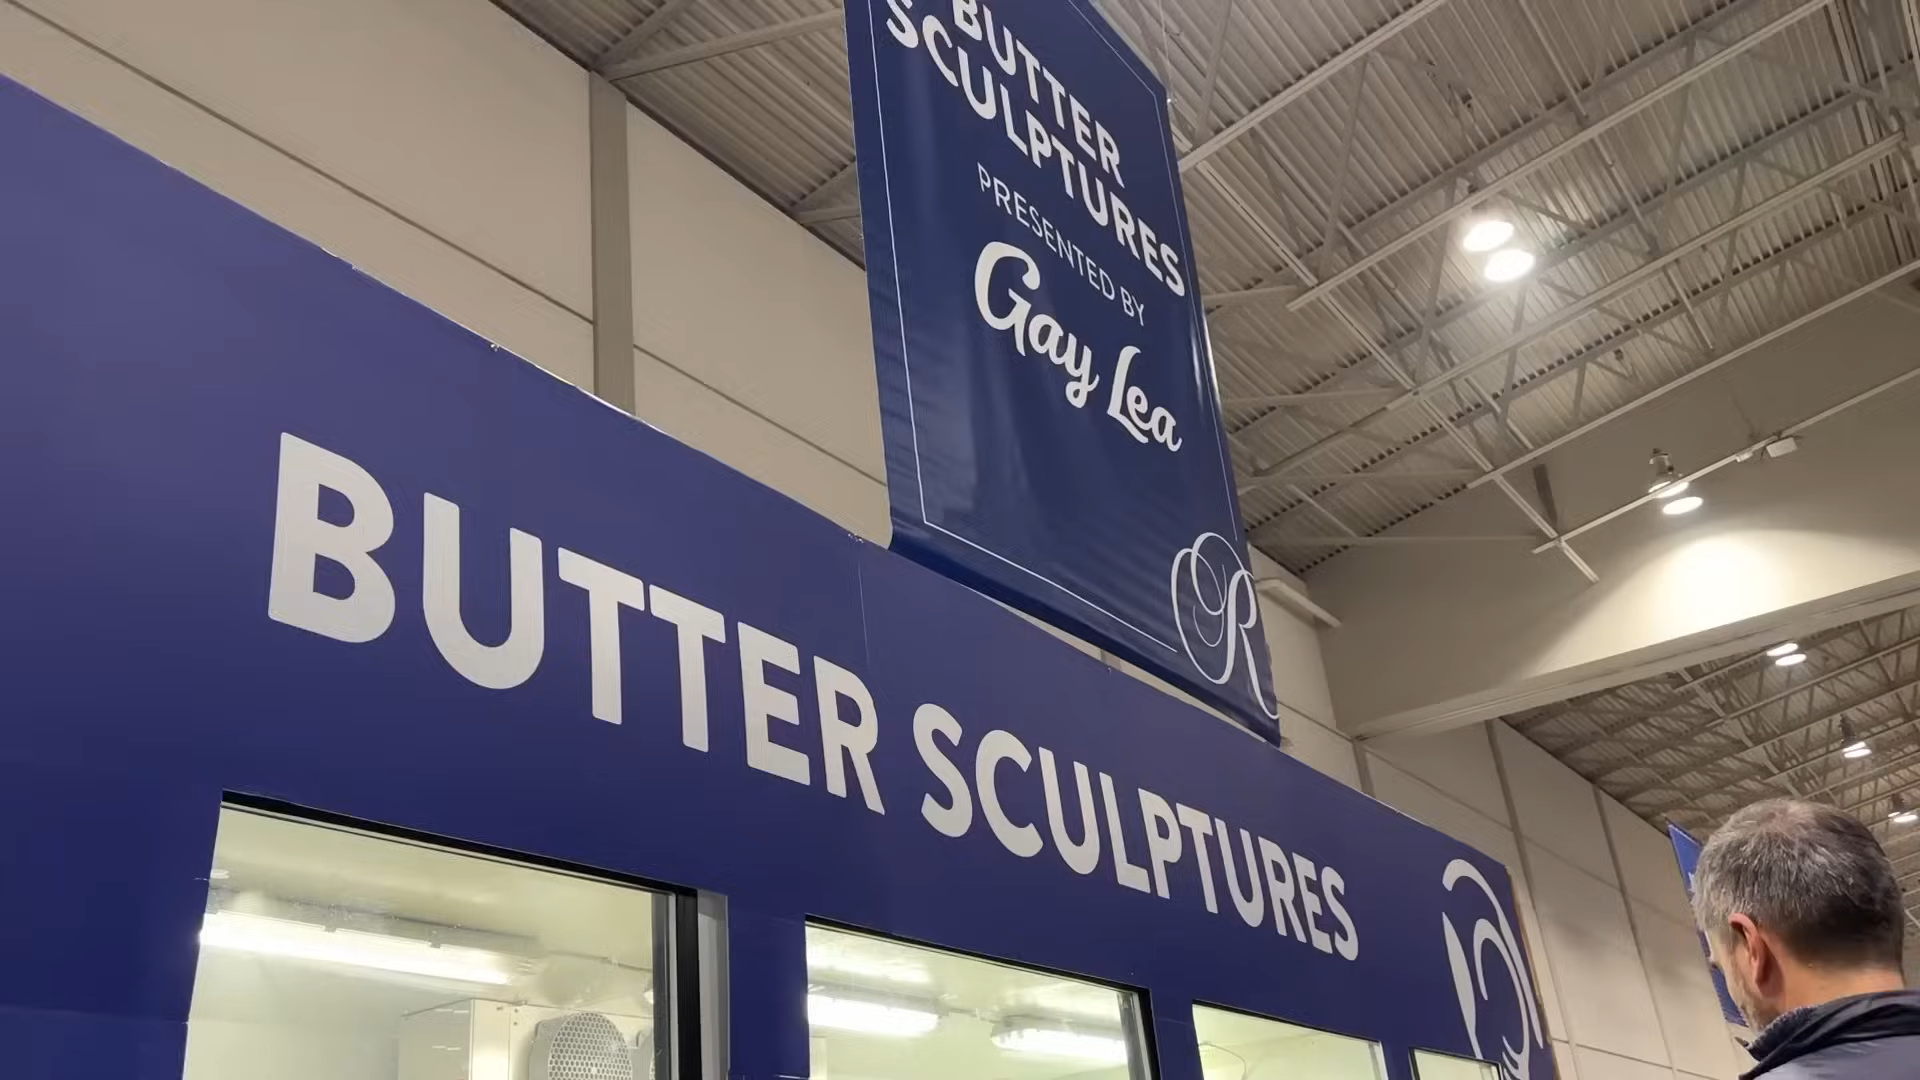 BUTTER
SCULPTURES
PRESENTED BY
Gay Lea
R
BUTTER SCULPTURES